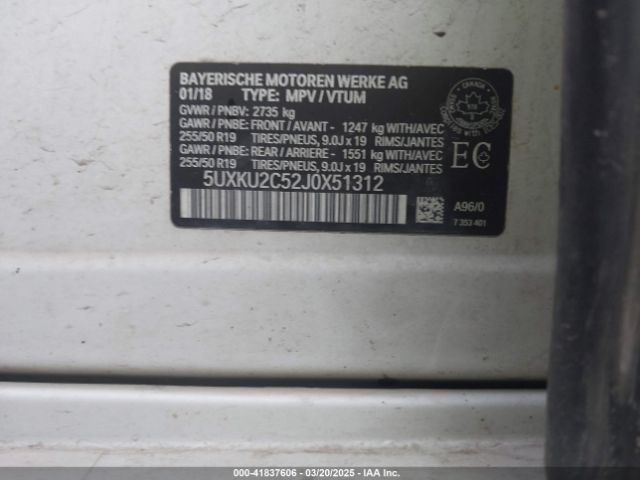 BAYERISCHE MOTOREN WERKE AG
01/18 TYPE: MPV / VTUM
GVWR / PNBV: 2735 kg
GAWR / PNBE: FRONT / AVANT - 1247 kg WITH/AVEC
255/50 R19 TIRES/PNEUS, 9.0J x 19 RIMS/JANTES
GAWR / PNBE: REAR / ARRIERE - 1551 kg WITH/AVEC
255/50 R19 TIRES/PNEUS, 9.0J x 19 RIMS/JANTES
5UXKU2C52J0X51312
CANADA
EC
A96/0
7 353 401
000-41837606 - 03/20/2025 - IAA Inc.